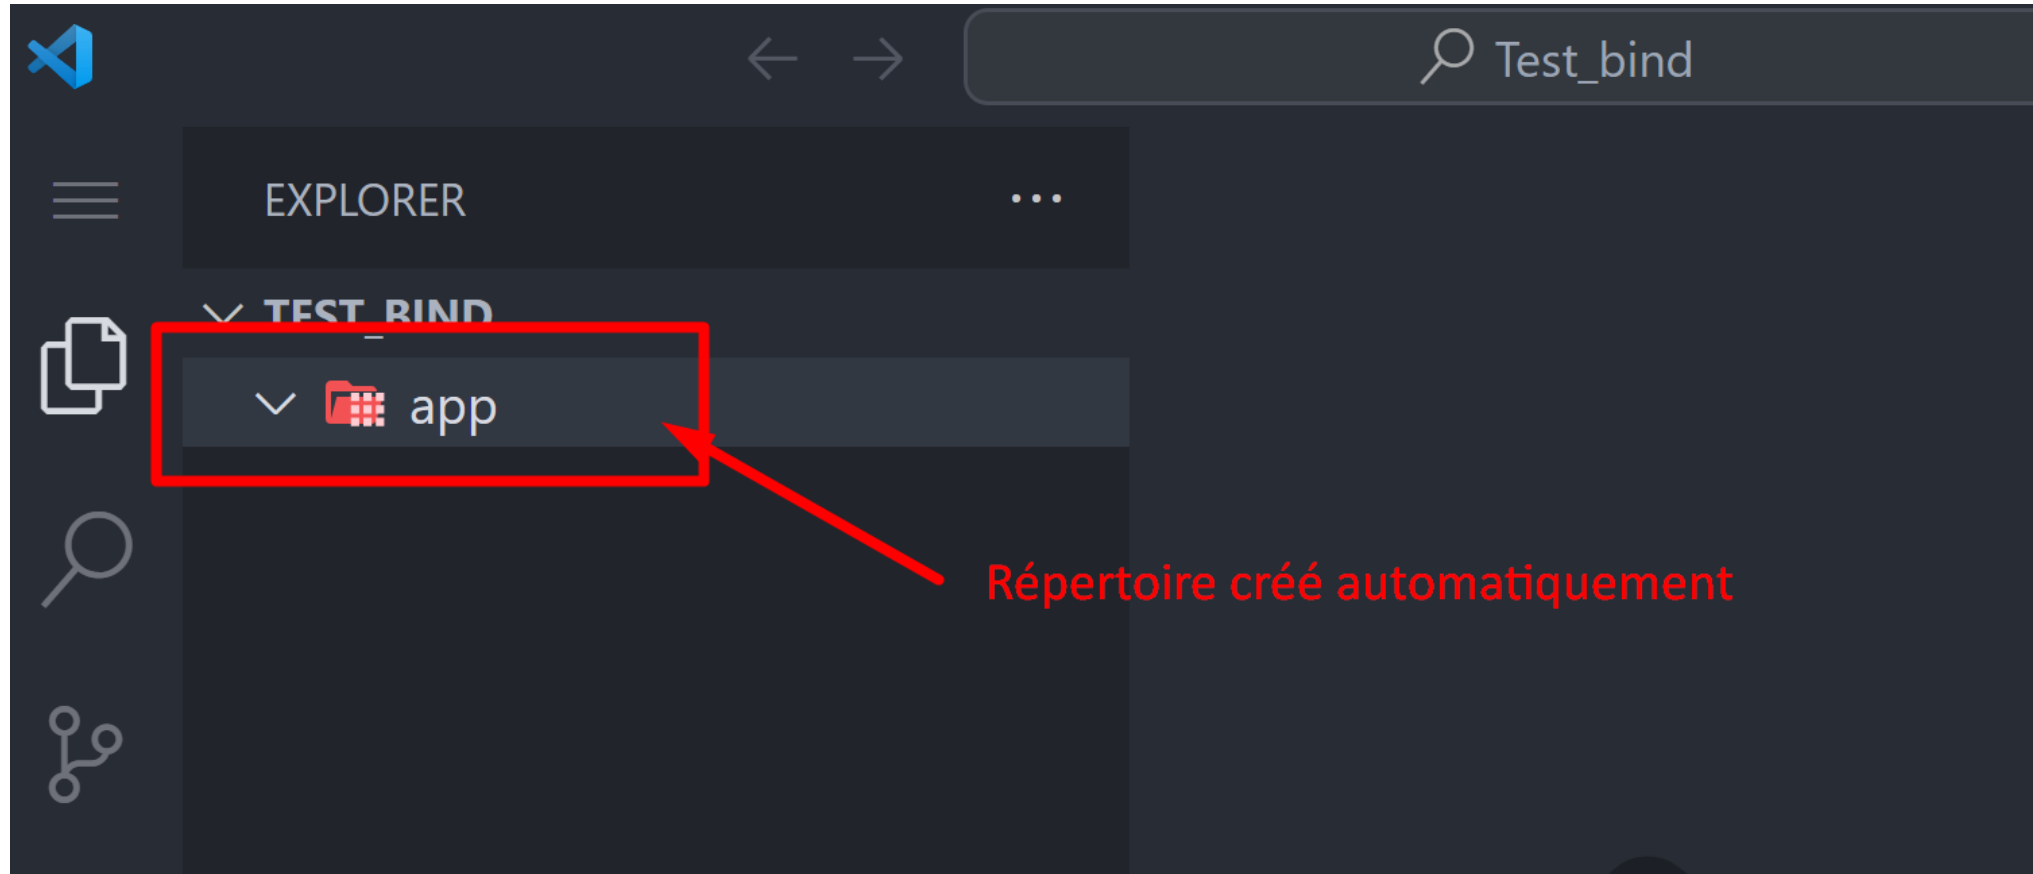 Test_bind
EXPLORER
TEST_BIND
app
Répertoire créé automatiquement